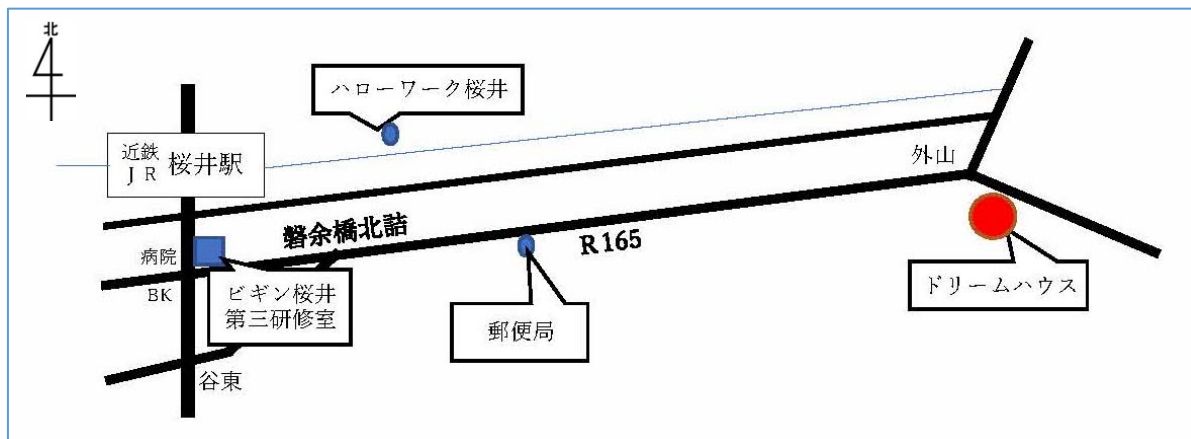 北
ハローワーク桜井
近鉄
ＪＲ
桜井駅
外山
磐余橋北詰
R165
病院
BK
ビギン桜井
第三研修室
郵便局
ドリームハウス
谷東